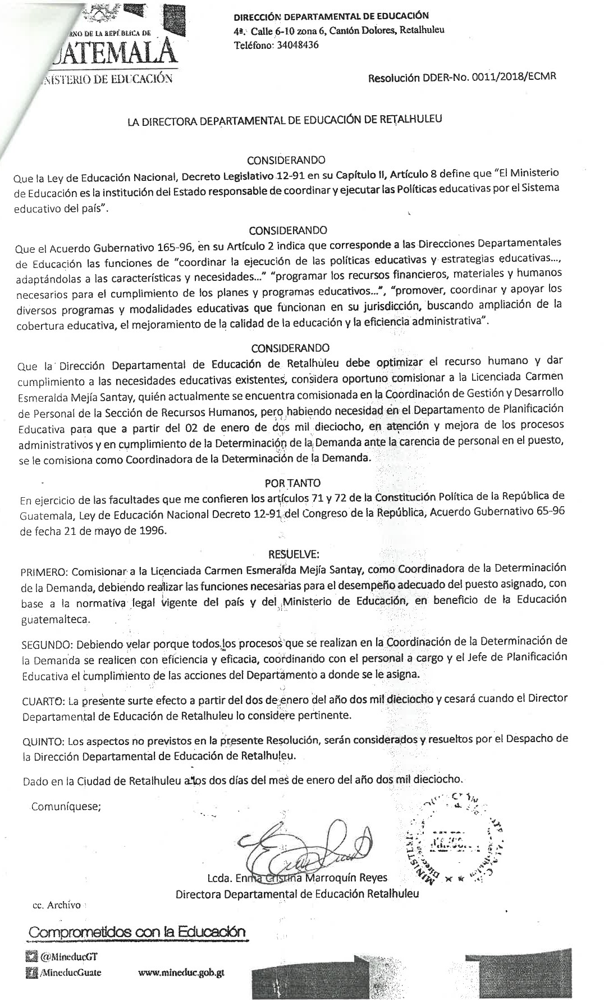 DIRECCIÓN DEPARTAMENTAL DE EDUCACIÓN
4ª. Calle 6-10 zona 6, Cantón Dolores, Retalhuleu
Teléfono: 34048436
RNO DE LA REPÚBLICA DE
UATEMALA
NISTERIO DE EDUCACIÓN
Resolución DDER-No. 0011/2018/ECMR
LA DIRECTORA DEPARTAMENTAL DE EDUCACIÓN DE RETALHULEU
CONSIDERANDO
Que la Ley de Educación Nacional, Decreto Legislativo 12-91 en su Capítulo II, Artículo 8 define que "El Ministerio
de Educación es la institución del Estado responsable de coordinar y ejecutar las Políticas educativas por el Sistema
educativo del país".
CONSIDERANDO
Que el Acuerdo Gubernativo 165-96, en su Artículo 2 indica que corresponde a las Direcciones Departamentales
de Educación las funciones de "coordinar la ejecución de las políticas educativas y estrategias educativas...,
adaptándolas a las características y necesidades..." "programar los recursos financieros, materiales y humanos
necesarios para el cumplimiento de los planes y programas educativos...", "promover, coordinar y apoyar los
diversos programas y modalidades educativas que funcionan en su jurisdicción, buscando ampliación de la
cobertura educativa, el mejoramiento de la calidad de la educación y la eficiencia administrativa".
CONSIDERANDO
Que la Dirección Departamental de Educación de Retalhuleu debe optimizar el recurso humano y dar
cumplimiento a las necesidades educativas existentes, considera oportuno comisionar a la Licenciada Carmen
Esmeralda Mejía Santay, quién actualmente se encuentra comisionada en la Coordinación de Gestión y Desarrollo
de Personal de la Sección de Recursos Humanos, pero habiendo necesidad en el Departamento de Planificación
Educativa para que a partir del 02 de enero de dos mil dieciocho, en atención y mejora de los procesos
administrativos y en cumplimiento de la Determinación de la Demanda ante la carencia de personal en el puesto,
se le comisiona como Coordinadora de la Determinación de la Demanda.
POR TANTO
En ejercicio de las facultades que me confieren los artículos 71 y 72 de la Constitución Política de la República de
Guatemala, Ley de Educación Nacional Decreto 12-91 del Congreso de la República, Acuerdo Gubernativo 65-96
de fecha 21 de mayo de 1996.
RESUELVE:
PRIMERO: Comisionar a la Licenciada Carmen Esmeralda Mejía Santay, como Coordinadora de la Determinación
de la Demanda, debiendo realizar las funciones necesarias para el desempeño adecuado del puesto asignado, con
base a la normativa legal vigente del país y del Ministerio de Educación, en beneficio de la Educación
guatemalteca.
SEGUNDO: Debiendo velar porque todos los procesos que se realizan en la Coordinación de la Determinación de
la Demanda se realicen con eficiencia y eficacia, coordinando con el personal a cargo y el Jefe de Planificación
Educativa el cumplimiento de las acciones del Departamento a donde se le asigna.
CUARTO: La presente surte efecto a partir del dos de enero del año dos mil dieciocho y cesará cuando el Director
Departamental de Educación de Retalhuleu lo considere pertinente.
QUINTO: Los aspectos no previstos en la presente Resolución, serán considerados y resueltos por el Despacho de
la Dirección Departamental de Educación de Retalhuleu.
Dado en la Ciudad de Retalhuleu a los dos días del mes de enero del año dos mil dieciocho.
Comuníquese;
Lcda. Enma Cristina Marroquín Reyes
Directora Departamental de Educación Retalhuleu
cc. Archivo
Comprometidos con la Educación
@MineducGT
/MineducGuate www.mineduc.gob.gt